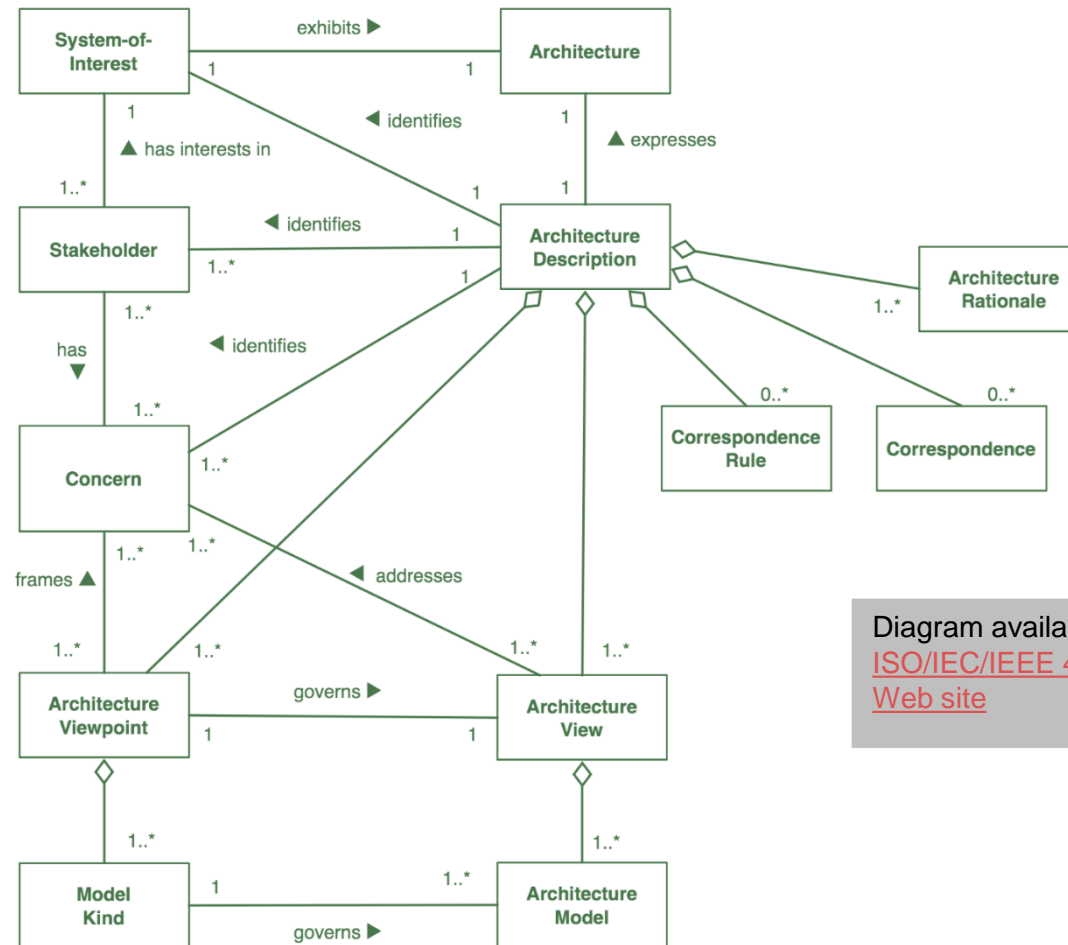 System-of-
Interest
exhibits ▶
Architecture
1
1
1
◀ identifies
1
▲ has interests in
▲ expresses
1..*
1
1
Stakeholder
◀ identifies
1
1..*
Architecture
Description
1..*
1
Architecture
Rationale
1..*
has
▼
◀ identifies
1..*
0..*
0..*
Concern
1..*
Correspondence
Rule
Correspondence
1..*
1..*
frames ▲
◀ addresses
1..*
1..*
1..*
1..*
Architecture
Viewpoint
governs ▶
1
1
Architecture
View
1..*
1..*
Model
Kind
1
1..*
governs ▶
Architecture
Model
Diagram availa
ISO/IEC/IEEE 4
Web site